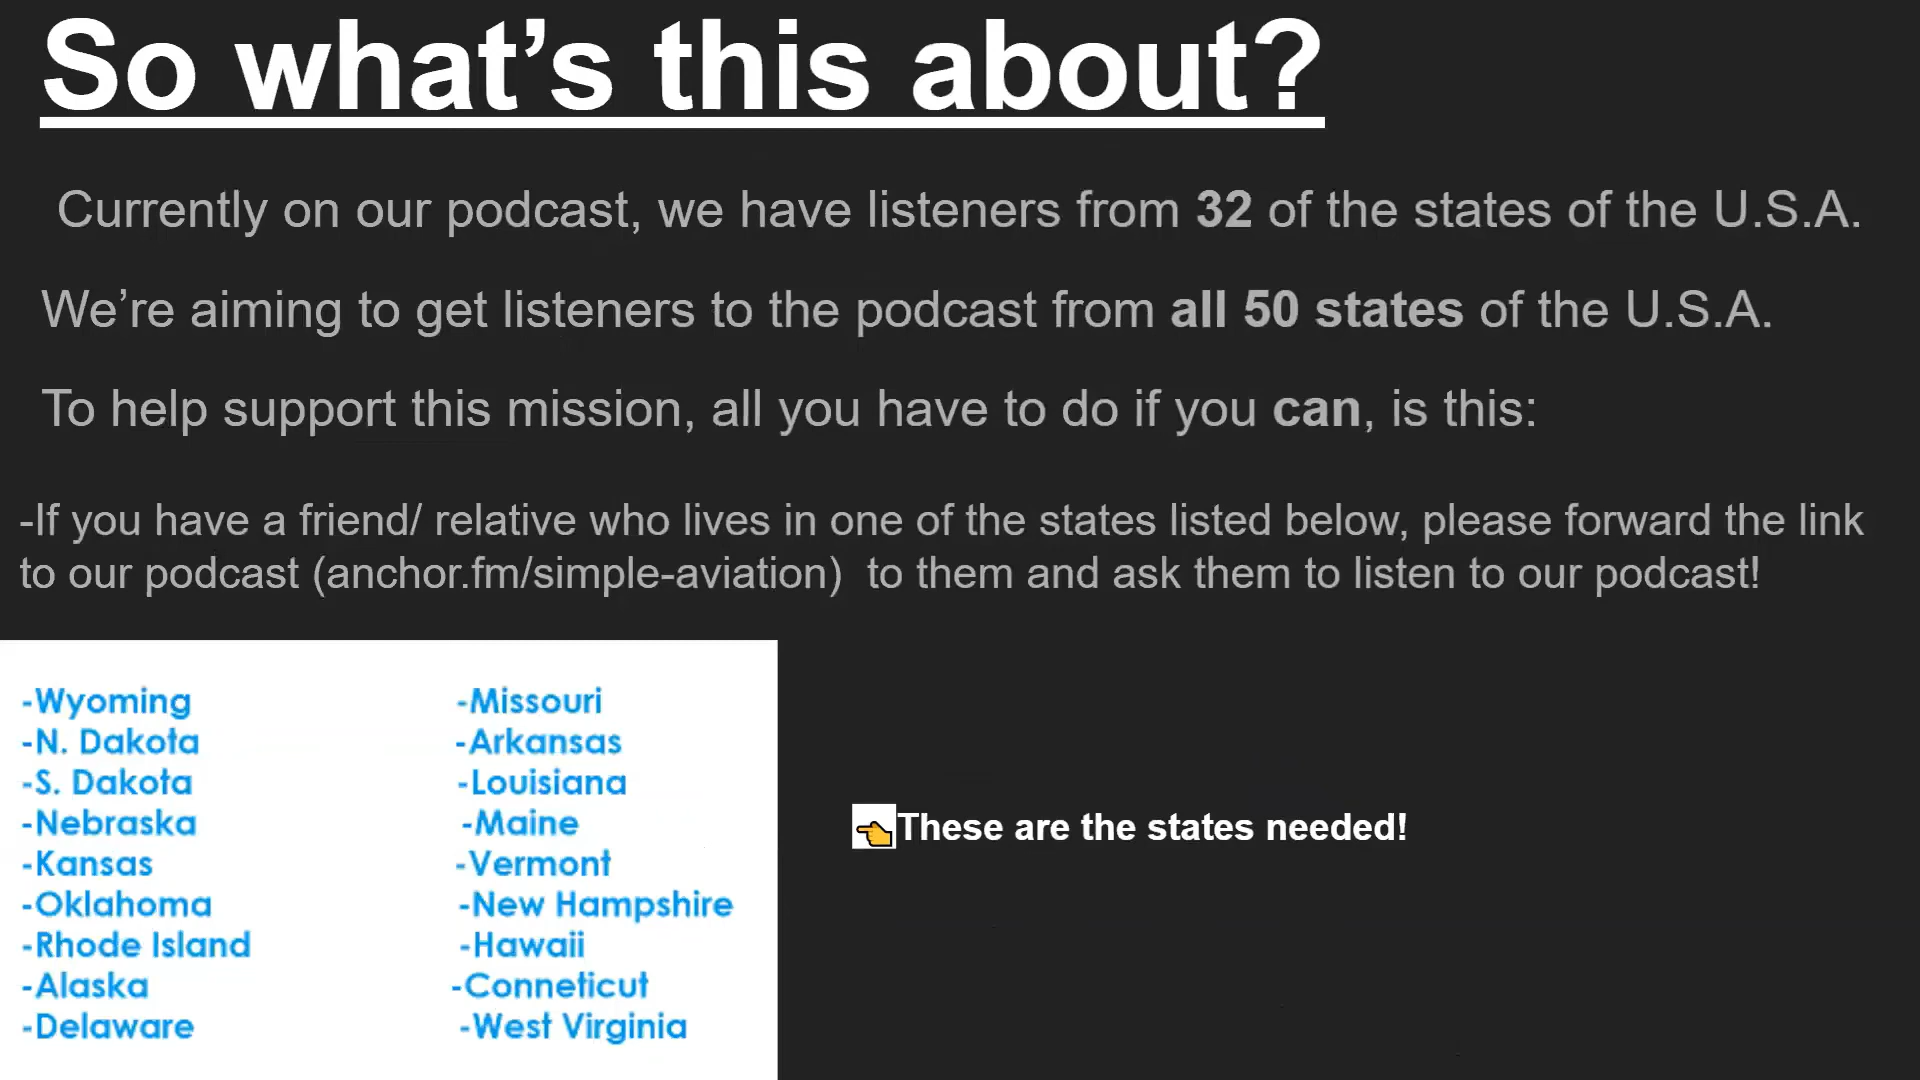 So what’s this about?
Currently on our podcast, we have listeners from 32 of the states of the U.S.A.
We’re aiming to get listeners to the podcast from all 50 states of the U.S.A.
To help support this mission, all you have to do if you can, is this:
-If you have a friend/ relative who lives in one of the states listed below, please forward the link
to our podcast (anchor.fm/simple-aviation)  to them and ask them to listen to our podcast!
-Wyoming
-N. Dakota
-S. Dakota
-Nebraska
-Kansas
-Oklahoma
-Rhode Island
-Alaska
-Delaware
-Missouri
-Arkansas
-Louisiana
-Maine
-Vermont
-New Hampshire
-Hawaii
-Conneticut
-West Virginia
👈These are the states needed!